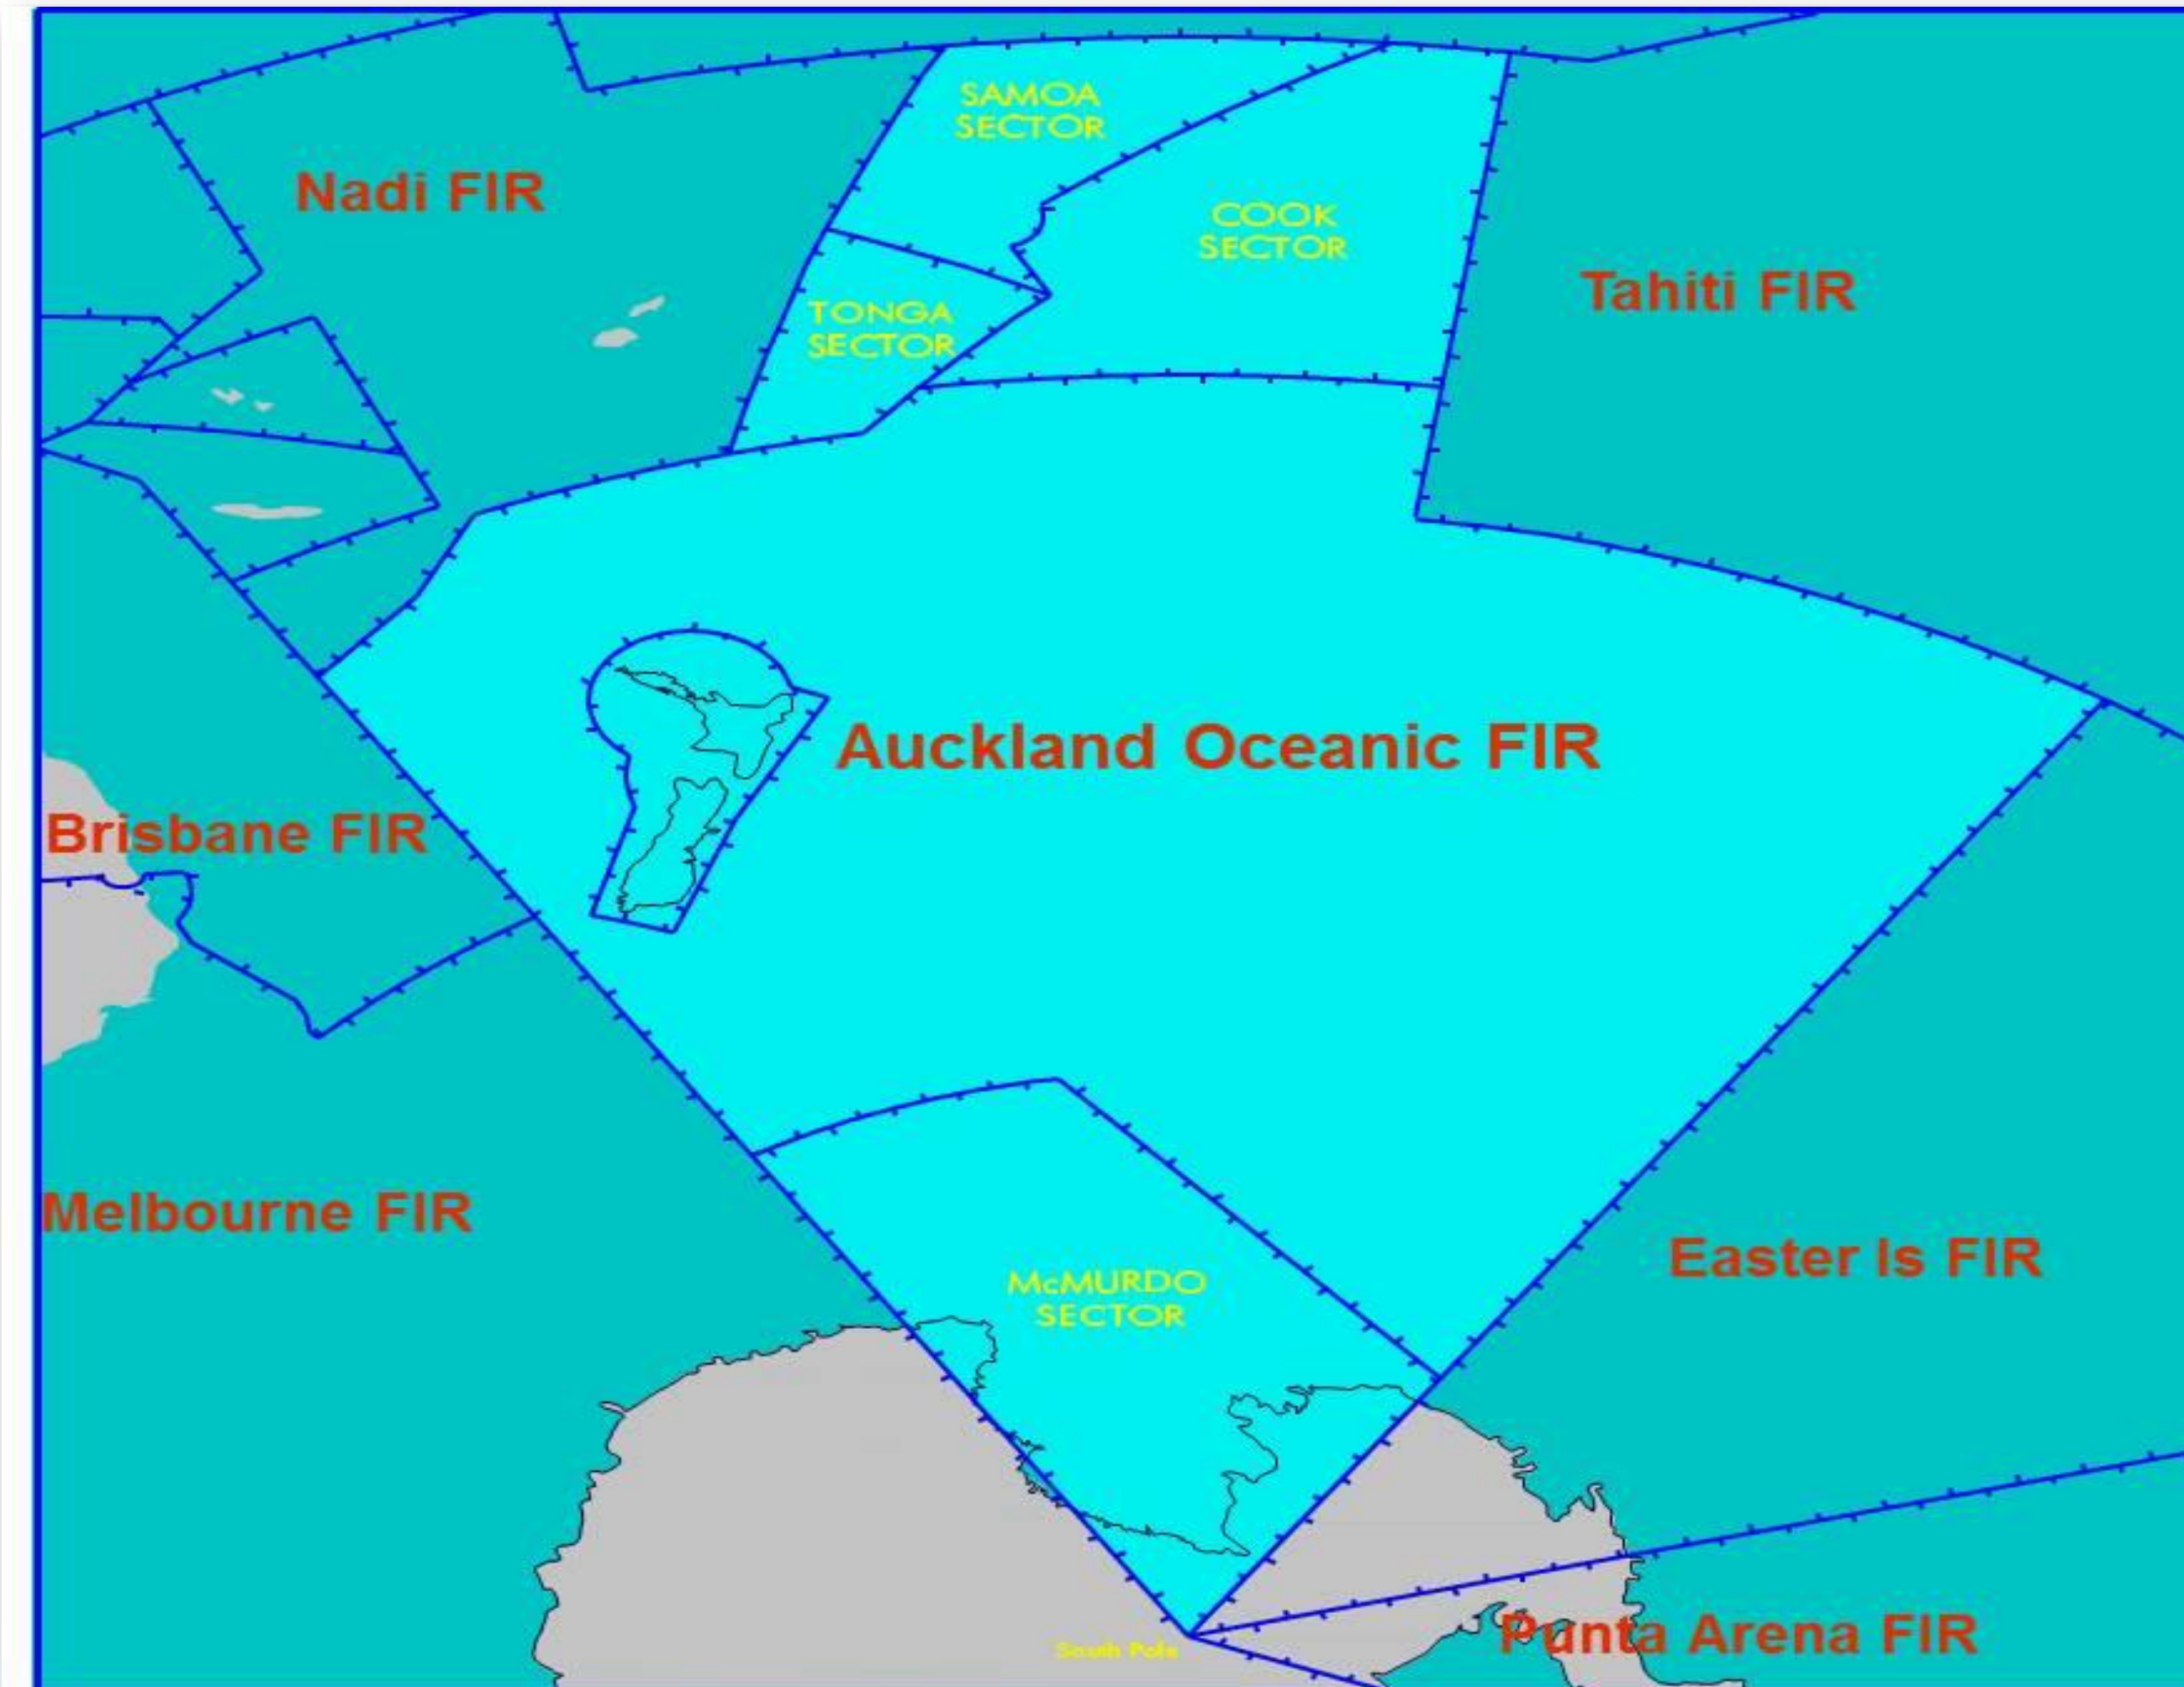 SAMOA
SECTOR
Nadi FIR
COOK
SECTOR
Tahiti FIR
TONGA
SECTOR
Auckland Oceanic FIR
Brisbane FIR
Melbourne FIR
Easter Is FIR
McMURDO
SECTOR
Punta Arena FIR
South Pole